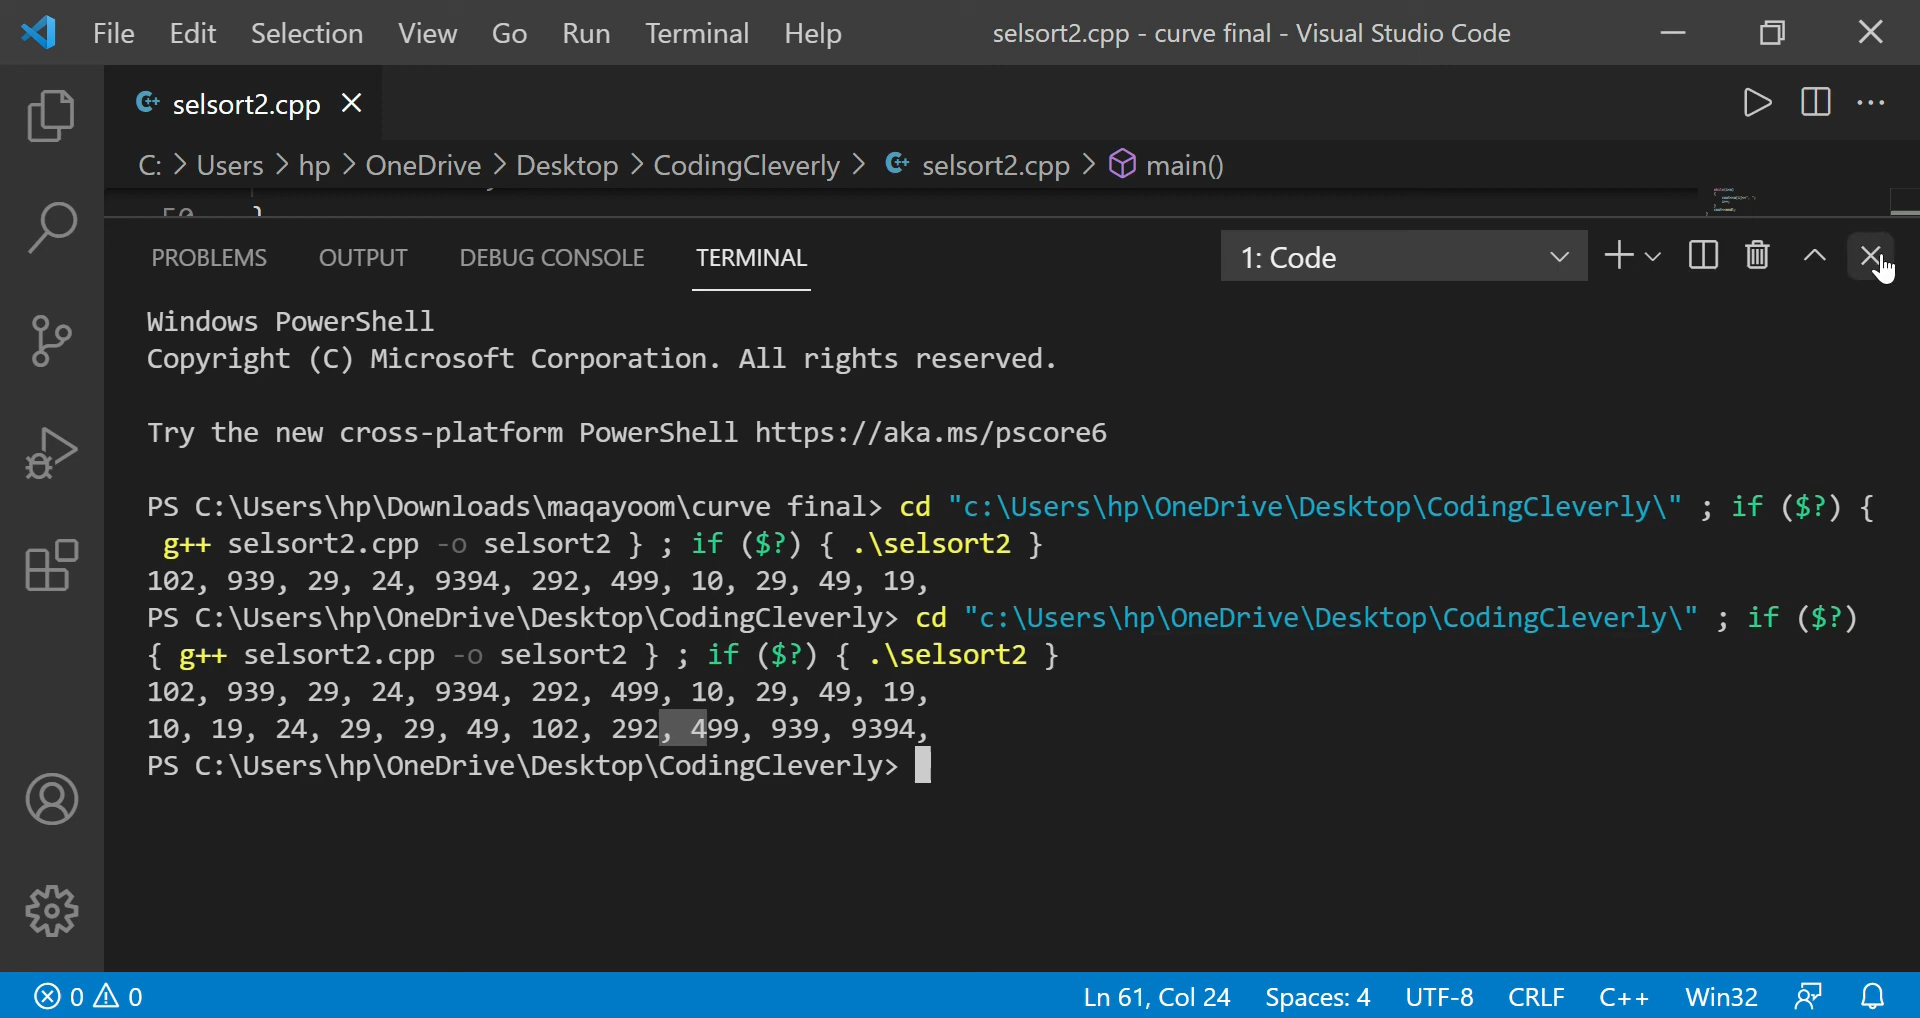 File Edit Selection View Go Run Terminal Help selsort2.cpp - curve final - Visual Studio Code
selsort2.cpp
C: > Users > hp > OneDrive > Desktop > CodingCleverly > selsort2.cpp > main()
PROBLEMS OUTPUT DEBUG CONSOLE TERMINAL 1: Code
Windows PowerShell
Copyright (C) Microsoft Corporation. All rights reserved.
Try the new cross-platform PowerShell https://aka.ms/pscore6
PS C:\Users\hp\Downloads\maqayoom\curve final> cd "c:\Users\hp\OneDrive\Desktop\CodingCleverly\" ; if ($?) {
g++ selsort2.cpp -o selsort2 } ; if ($?) { .\selsort2 }
102, 939, 29, 24, 9394, 292, 499, 10, 29, 49, 19,
PS C:\Users\hp\OneDrive\Desktop\CodingCleverly> cd "c:\Users\hp\OneDrive\Desktop\CodingCleverly\" ; if ($?)
{ g++ selsort2.cpp -o selsort2 } ; if ($?) { .\selsort2 }
102, 939, 29, 24, 9394, 292, 499, 10, 29, 49, 19,
10, 19, 24, 29, 29, 49, 102, 292, 499, 939, 9394,
PS C:\Users\hp\OneDrive\Desktop\CodingCleverly>
0 0 Ln 61, Col 24 Spaces: 4 UTF-8 CRLF C++ Win32